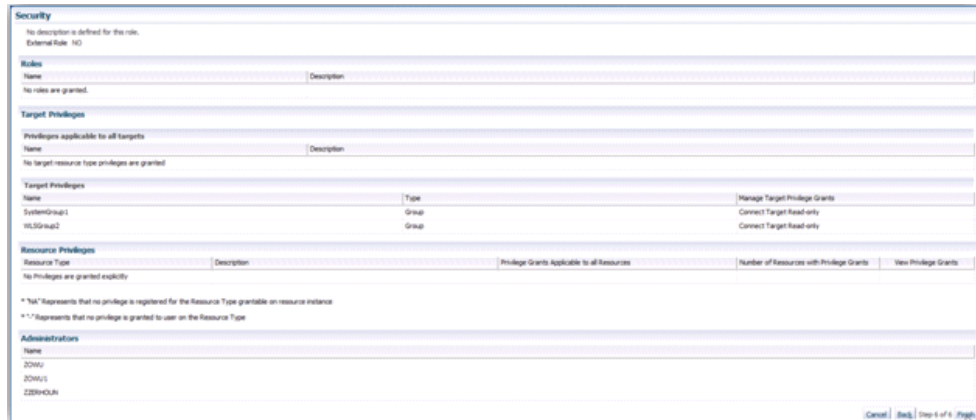 Security
No description is defined for this role.
External Role NO
Roles
Name Description
No roles are granted.
Target Privileges
Privileges applicable to all targets
Name Description
No target resource type privileges are granted
Target Privileges
Name Type Manage Target Privilege Grants
SystemGroup1 Group Connect Target Read-only
WLSGroup2 Group Connect Target Read-only
Resource Privileges
Resource Type Description Privilege Grants Applicable to all Resources Number of Resources with Privilege Grants View Privilege Grants
No Privileges are granted explicitly
* "NA" Represents that no privilege is registered for the Resource Type grantable on resource instance
* "-" Represents that no privilege is granted to user on the Resource Type
Administrators
Name
ZOWU
ZOWU1
ZZERHOUN
Cancel Back Step 6 of 6 Finish